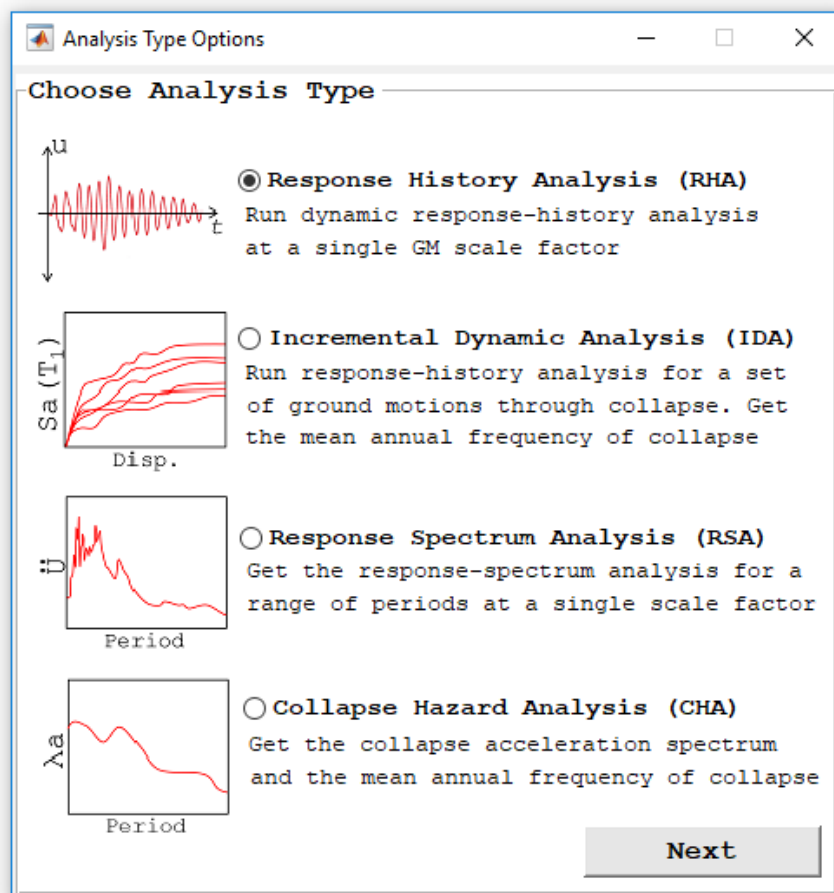 Analysis Type Options
Choose Analysis Type
u
t
Response History Analysis (RHA)
Run dynamic response-history analysis
at a single GM scale factor
Sa(T₁)
Disp.
Incremental Dynamic Analysis (IDA)
Run response-history analysis for a set
of ground motions through collapse. Get
the mean annual frequency of collapse
Ü
Period
Response Spectrum Analysis (RSA)
Get the response-spectrum analysis for a
range of periods at a single scale factor
λa
Period
Collapse Hazard Analysis (CHA)
Get the collapse acceleration spectrum
and the mean annual frequency of collapse
Next